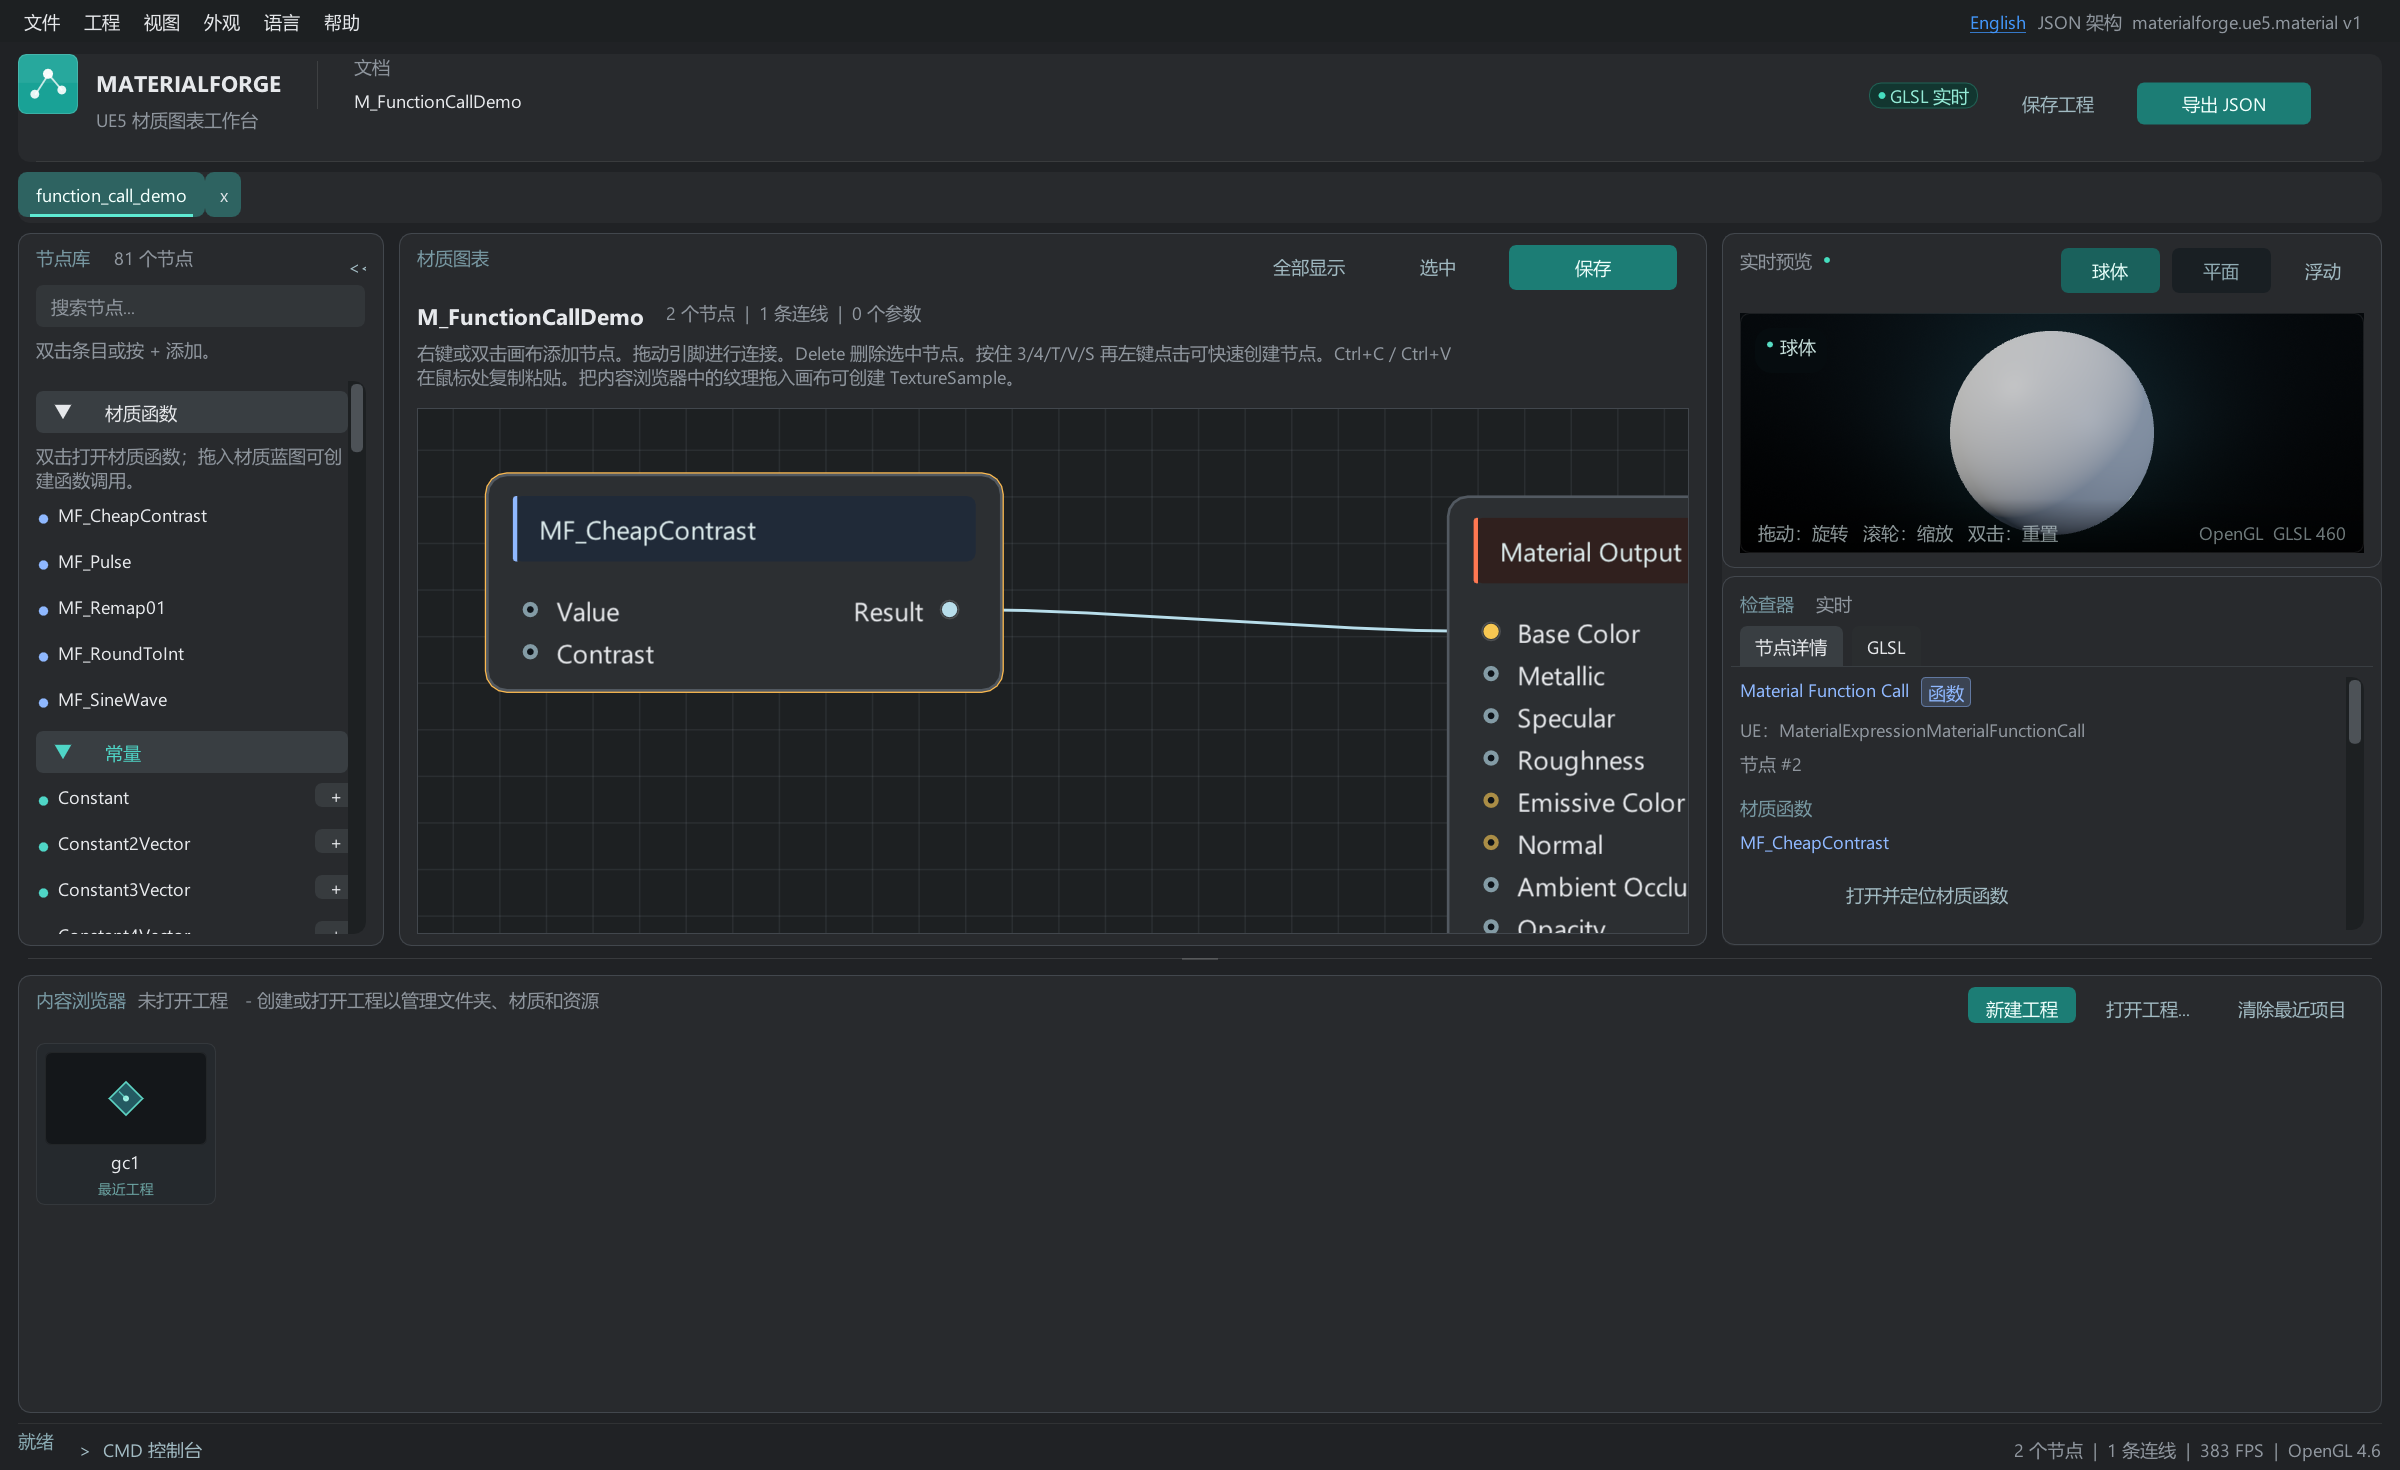 文件 工程 视图 外观 语言 帮助
English JSON 架构 materialforge.ue5.material v1
MATERIALFORGE
UE5 材质图表工作台
文档
M_FunctionCallDemo
GLSL 实时
保存工程
导出 JSON
function_call_demo x
节点库 81 个节点
<<
搜索节点...
双击条目或按 + 添加。
▼ 材质函数
双击打开材质函数；拖入材质蓝图可创
建函数调用。
MF_CheapContrast
MF_Pulse
MF_Remap01
MF_RoundToInt
MF_SineWave
▼ 常量
Constant +
Constant2Vector +
Constant3Vector +
Constant4Vector +
材质图表
全部显示 选中 保存
M_FunctionCallDemo 2 个节点 | 1 条连线 | 0 个参数
右键或双击画布添加节点。拖动引脚进行连接。Delete 删除选中节点。按住 3/4/T/V/S 再左键点击可快速创建节点。Ctrl+C / Ctrl+V
在鼠标处复制粘贴。把内容浏览器中的纹理拖入画布可创建 TextureSample。
MF_CheapContrast
Value Result
Contrast
Material Output
Base Color
Metallic
Specular
Roughness
Emissive Color
Normal
Ambient Occlu
Opacity
实时预览
球体 平面 浮动
球体
拖动：旋转 滚轮：缩放 双击：重置
OpenGL GLSL 460
检查器 实时
节点详情 GLSL
Material Function Call 函数
UE：MaterialExpressionMaterialFunctionCall
节点 #2
材质函数
MF_CheapContrast
打开并定位材质函数
内容浏览器 未打开工程 - 创建或打开工程以管理文件夹、材质和资源
新建工程 打开工程... 清除最近项目
gc1
最近工程
就绪 > CMD 控制台
2 个节点 | 1 条连线 | 383 FPS | OpenGL 4.6